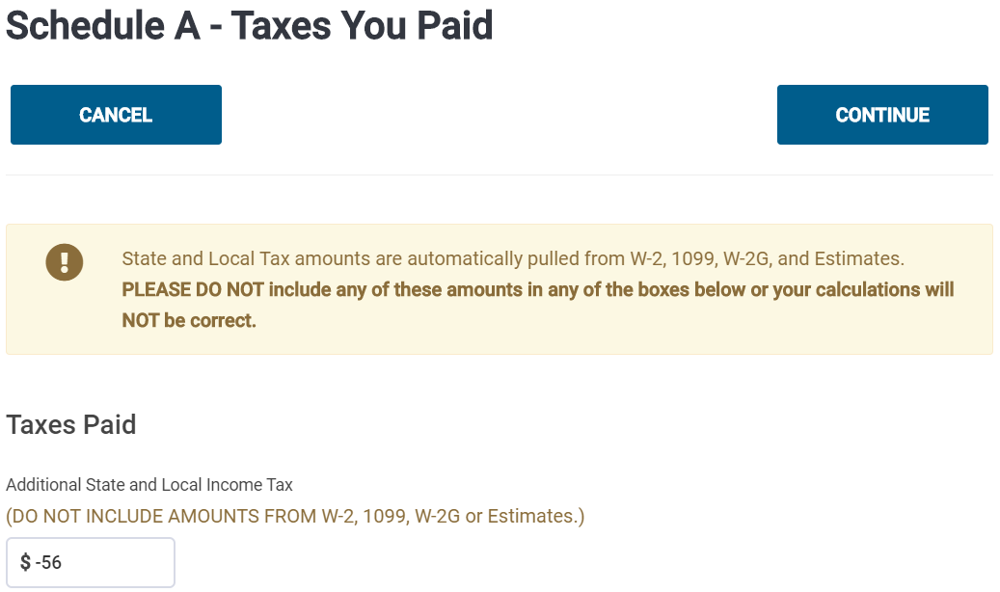 Schedule A - Taxes You Paid
CANCEL
CONTINUE
State and Local Tax amounts are automatically pulled from W-2, 1099, W-2G, and Estimates.
PLEASE DO NOT include any of these amounts in any of the boxes below or your calculations will
NOT be correct.
Taxes Paid
Additional State and Local Income Tax
(DO NOT INCLUDE AMOUNTS FROM W-2, 1099, W-2G or Estimates.)
$ -56